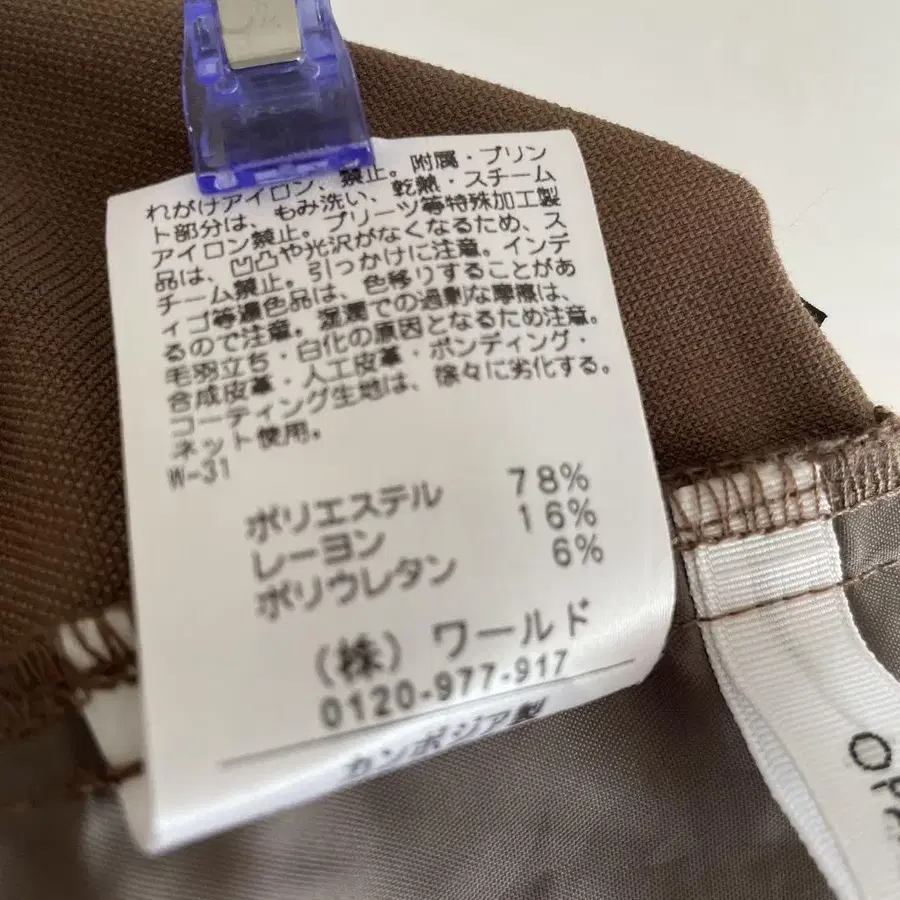 れがけアイロン、禁止。附属・プリン
ト部分は、もみ洗い、乾熱・スチーム
アイロン禁止。プリーツ等特殊加工製
品は、凹凸や光沢がなくなるため、ス
チーム禁止。引っかけに注意。インデ
ィゴ等濃色品は、色移りすることがあ
るので注意。湿潤での過剰な摩擦は、
毛羽立ち・白化の原因となるため注意。
合成皮革・人工皮革・ボンディング・
コーティング生地は、徐々に劣化する。
ネット使用。
W-31
ポリエステル 78%
レーヨン 16%
ポリウレタン 6%
(株) ワールド
0120-977-917
カンボジア製